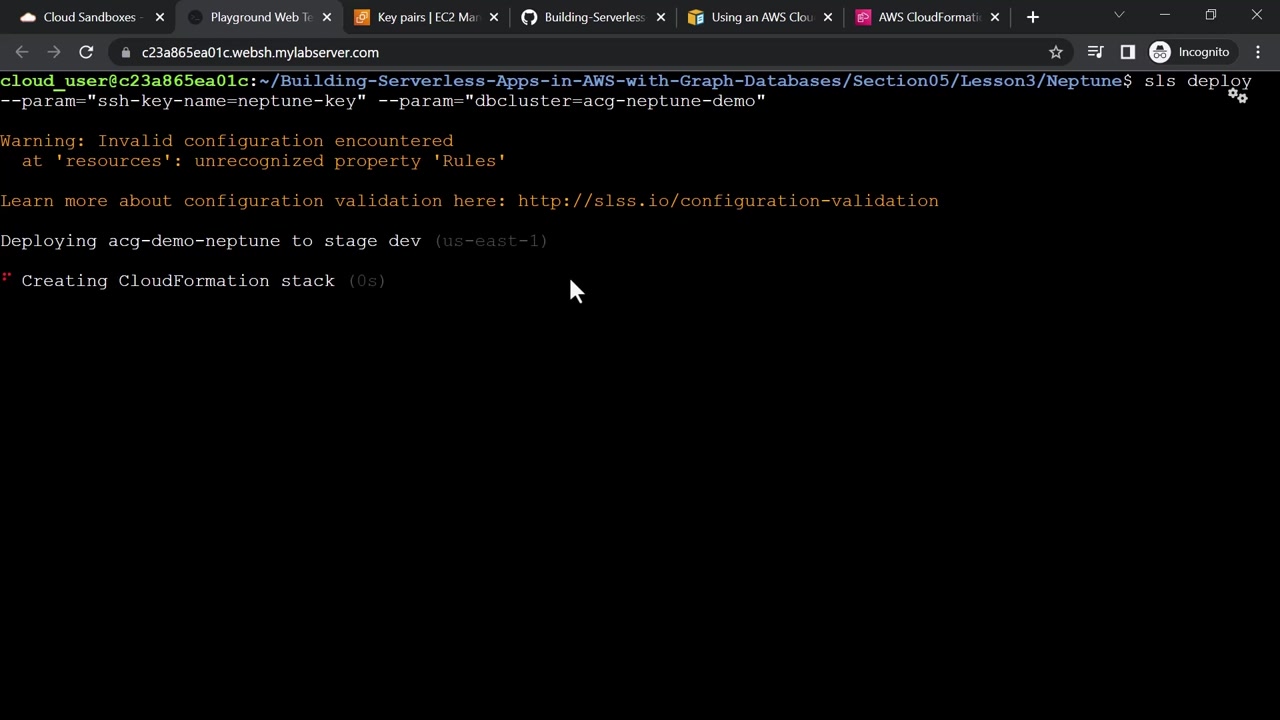 Cloud Sandboxes -
Playground Web Te
Key pairs | EC2 Man
Building-Serverless
Using an AWS Clou
AWS CloudFormati
c23a865ea01c.websh.mylabserver.com
Incognito
cloud_user@c23a865ea01c:~/Building-Serverless-Apps-in-AWS-with-Graph-Databases/Section05/Lesson3/Neptune$ sls deploy
--param="ssh-key-name=neptune-key" --param="dbcluster=acg-neptune-demo"
Warning: Invalid configuration encountered
at 'resources': unrecognized property 'Rules'
Learn more about configuration validation here: http://slss.io/configuration-validation
Deploying acg-demo-neptune to stage dev (us-east-1)
Creating CloudFormation stack (0s)